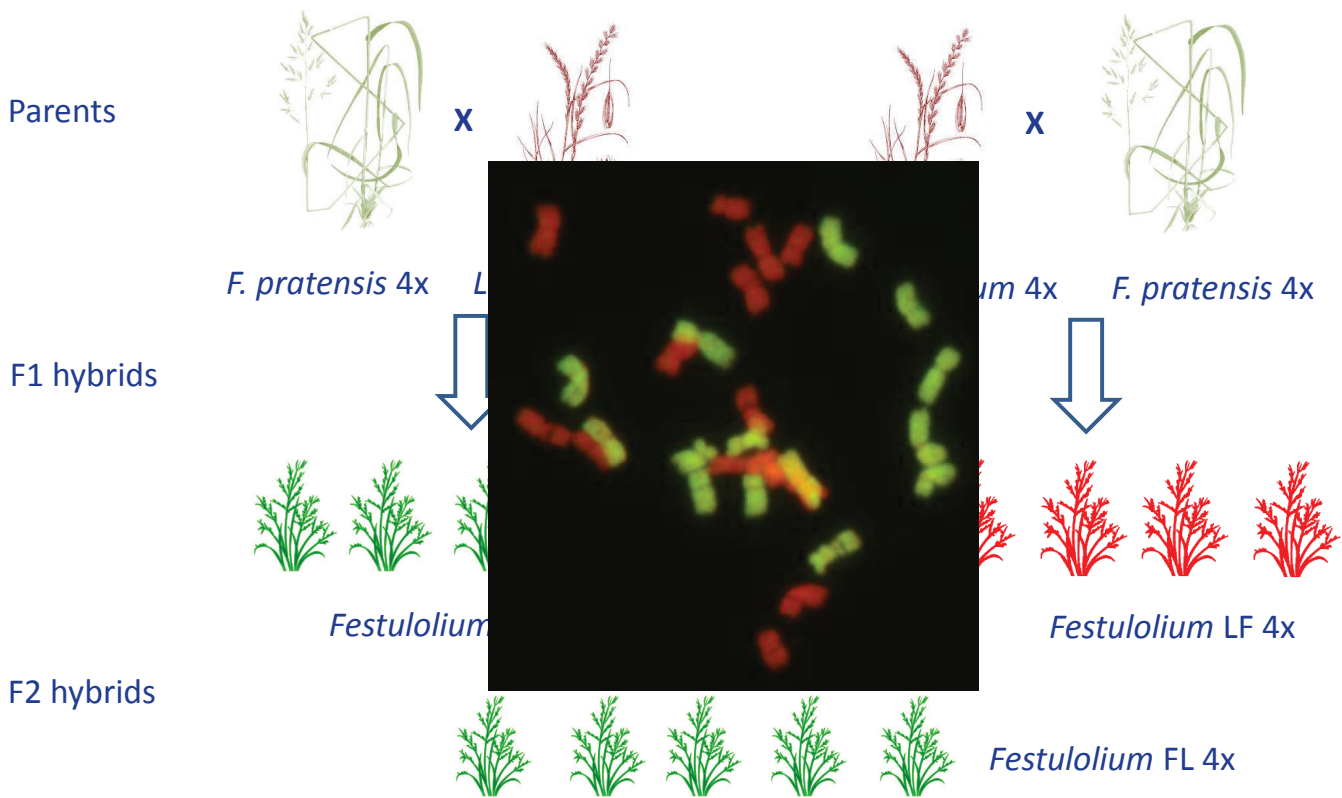 Parents
X
X
F. pratensis 4x
L
um 4x
F. pratensis 4x
F1 hybrids
Festulolium
Festulolium LF 4x
F2 hybrids
Festulolium FL 4x